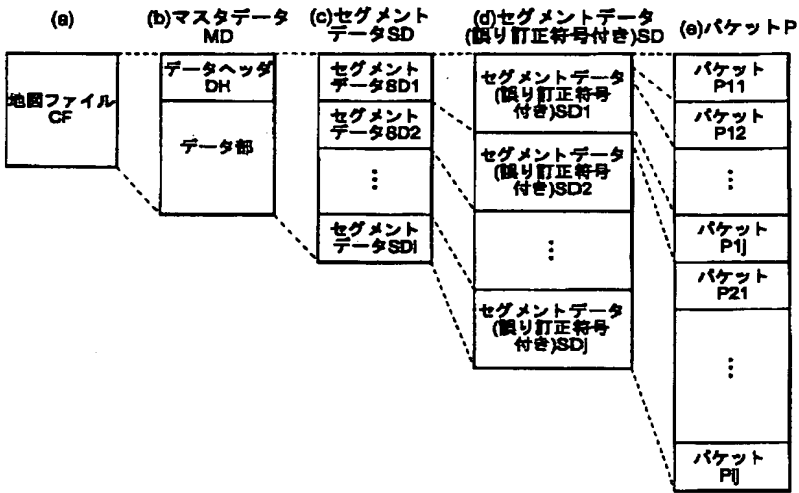 (a)
地図ファイル
CF
(b)マスタデータ
MD
データヘッダ
DH
データ部
(c)セグメント
データSD
セグメント
データSD1
セグメント
データSD2
⋮
セグメント
データSDi
(d)セグメントデータ
(誤り訂正符号付き)SD
セグメントデータ
(誤り訂正符号
付き)SD1
セグメントデータ
(誤り訂正符号
付き)SD2
⋮
セグメントデータ
(誤り訂正符号
付き)SDj
(e)パケットP
パケット
P11
パケット
P12
⋮
パケット
P1j
パケット
P21
⋮
パケット
Pij